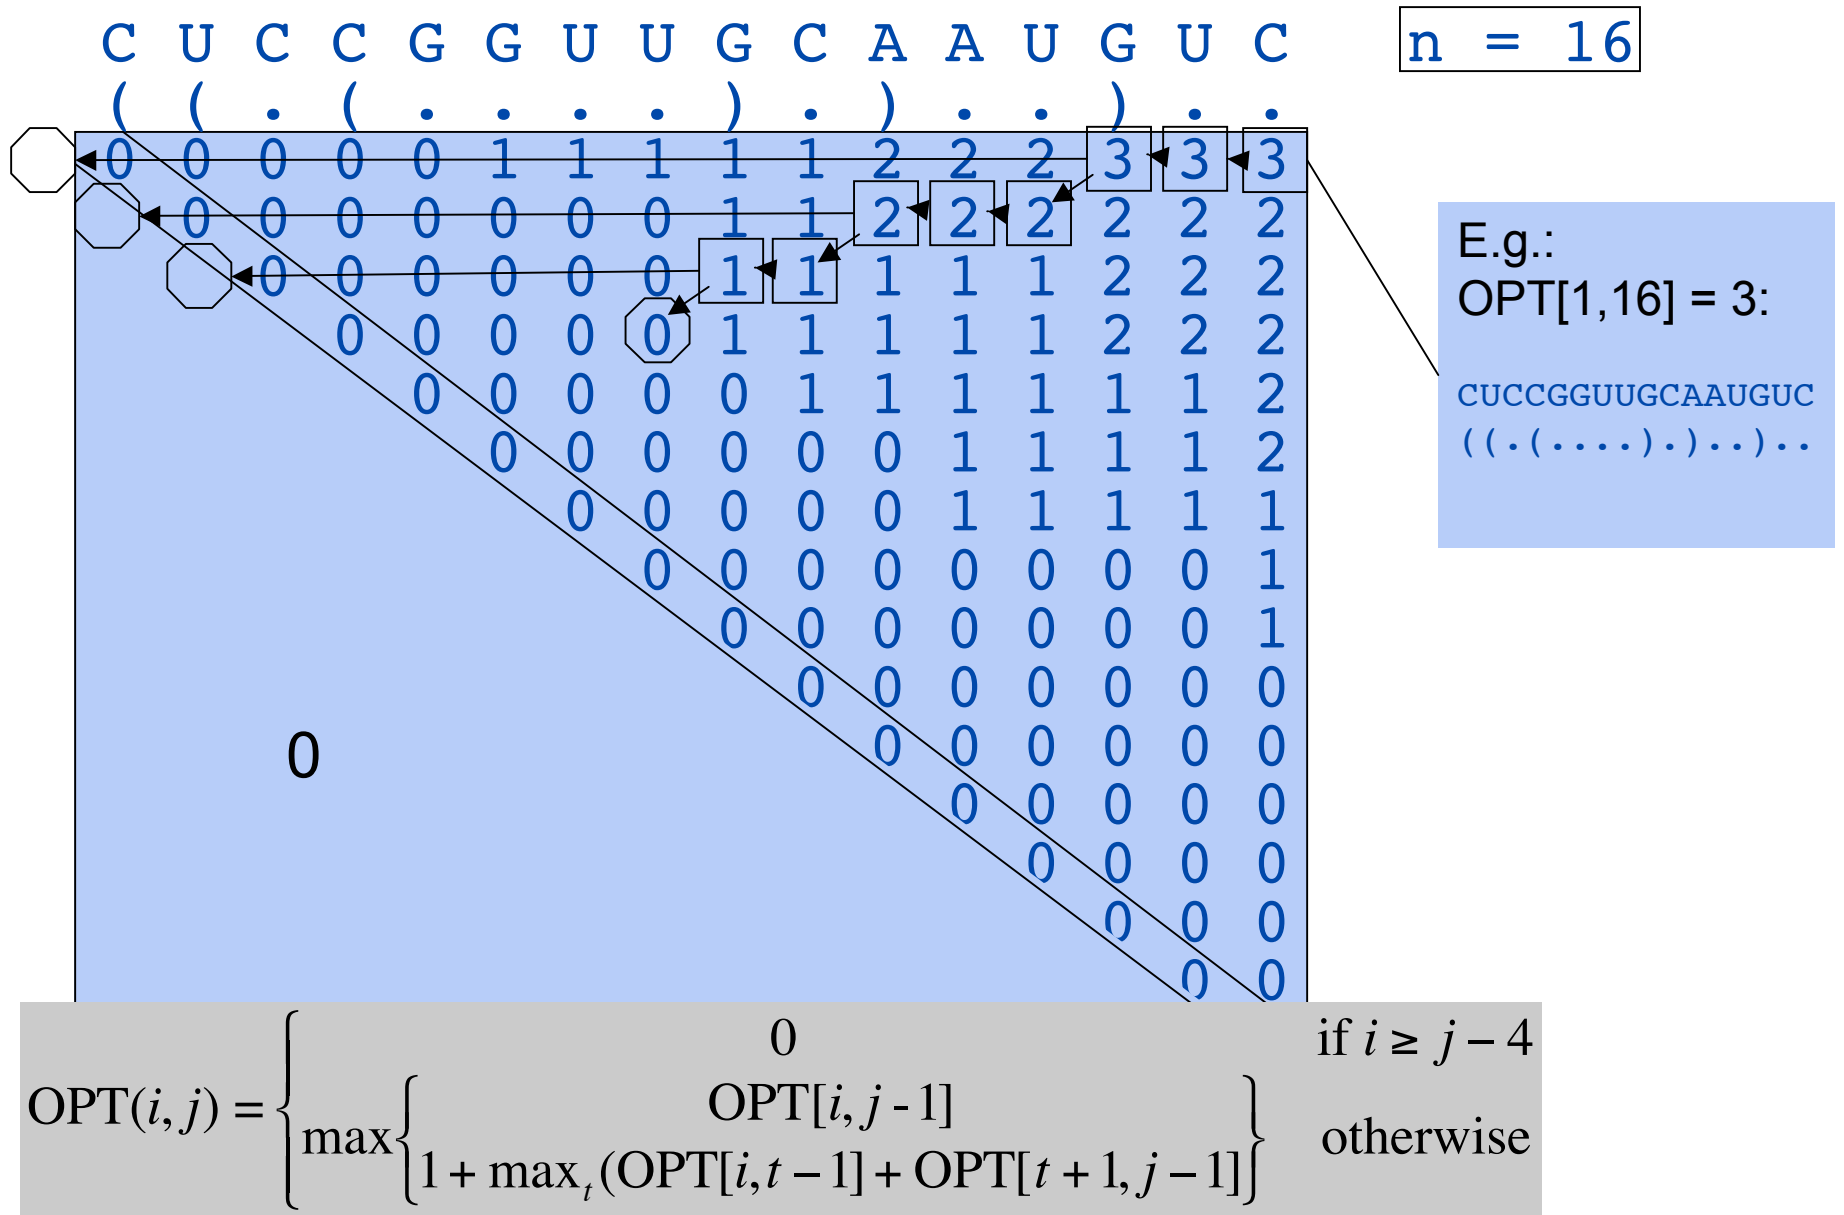 C U C C G G U U G C A A U G U C
n = 16
( ( . ( . . . . ) . ) . . ) . .
0 0 0 0 0 1 1 1 1 1 2 2 2 3 3 3
0 0 0 0 0 0 0 1 1 2 2 2 2 2 2
0 0 0 0 0 0 1 1 1 1 1 2 2 2
0 0 0 0 0 1 1 1 1 1 2 2 2
0 0 0 0 0 1 1 1 1 1 1 2
0 0 0 0 0 0 1 1 1 1 2
0 0 0 0 0 1 1 1 1 1
0 0 0 0 0 0 0 0 1
0 0 0 0 0 0 0 1
0 0 0 0 0 0 0
0 0 0 0 0 0
0 0 0 0 0
0 0 0 0
0 0 0
0 0
0
E.g.:
OPT[1,16] = 3:
CUCCGGUUGCAAUGUC
((.(....).)..)..
OPT(i, j) = { 0 if i ≥ j – 4
max { OPT[i, j - 1]
1 + max_t (OPT[i, t – 1] + OPT[t + 1, j – 1] } otherwise